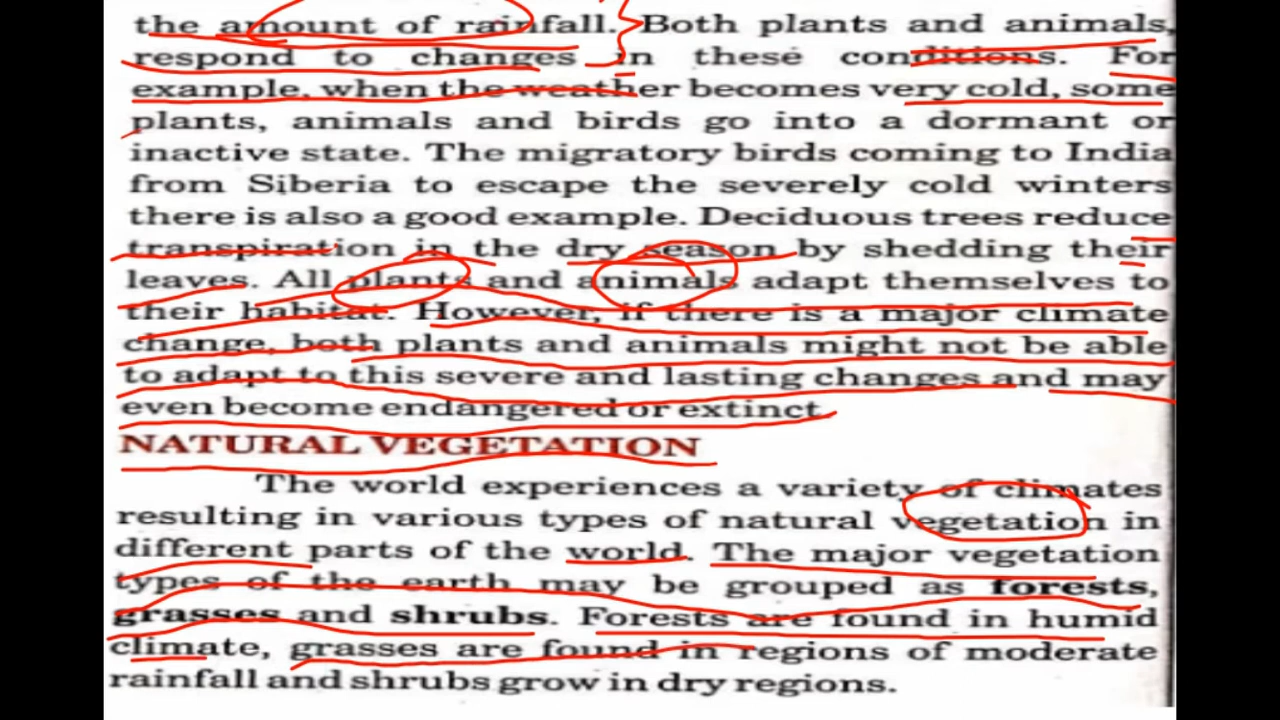 the amount of rainfall. Both plants and animals,
respond to changes in these conditions. For
example, when the weather becomes very cold, some
plants, animals and birds go into a dormant or
inactive state. The migratory birds coming to India
from Siberia to escape the severely cold winters
there is also a good example. Deciduous trees reduce
transpiration in the dry season by shedding their
leaves. All plants and animals adapt themselves to
their habitat. However, if there is a major climate
change, both plants and animals might not be able
to adapt to this severe and lasting changes and may
even become endangered or extinct.
NATURAL VEGETATION
The world experiences a variety of climates
resulting in various types of natural vegetation in
different parts of the world. The major vegetation
types of the earth may be grouped as forests,
grasses and shrubs. Forests are found in humid
climate, grasses are found in regions of moderate
rainfall and shrubs grow in dry regions.